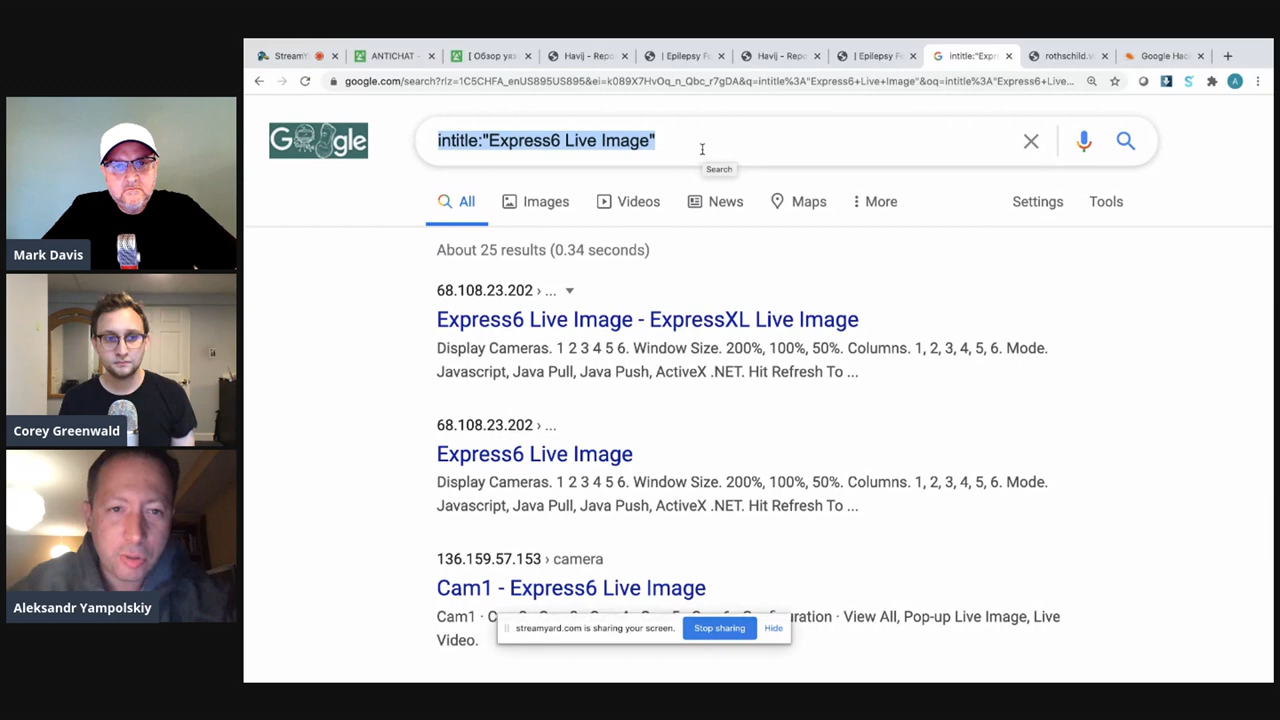 StreamY
ANTICHAT -
[ Обзор уяз
Havij - Repo
| Epilepsy Fo
Havij - Repo
| Epilepsy Fo
intitle:"Expr
rothschild.v
Google Hac
google.com/search?rlz=1C5CHFA_enUS895US895&ei=k089X7HvOq_n_Qbc_r7gDA&q=intitle%3A"Express6+Live+Image"&oq=intitle%3A"Express6+Live...
Google
intitle:"Express6 Live Image"
Search
All
Images
Videos
News
Maps
More
Settings
Tools
About 25 results (0.34 seconds)
68.108.23.202 › ...
Express6 Live Image - ExpressXL Live Image
Display Cameras. 1 2 3 4 5 6. Window Size. 200%, 100%, 50%. Columns. 1, 2, 3, 4, 5, 6. Mode.
Javascript, Java Pull, Java Push, ActiveX .NET. Hit Refresh To ...
68.108.23.202 › ...
Express6 Live Image
Display Cameras. 1 2 3 4 5 6. Window Size. 200%, 100%, 50%. Columns. 1, 2, 3, 4, 5, 6. Mode.
Javascript, Java Pull, Java Push, ActiveX .NET. Hit Refresh To ...
136.159.57.153 › camera
Cam1 - Express6 Live Image
Cam1 · View All, Pop-up Live Image, Live
Video.
streamyard.com is sharing your screen.
Stop sharing
Hide
Mark Davis
Corey Greenwald
Aleksandr Yampolskiy